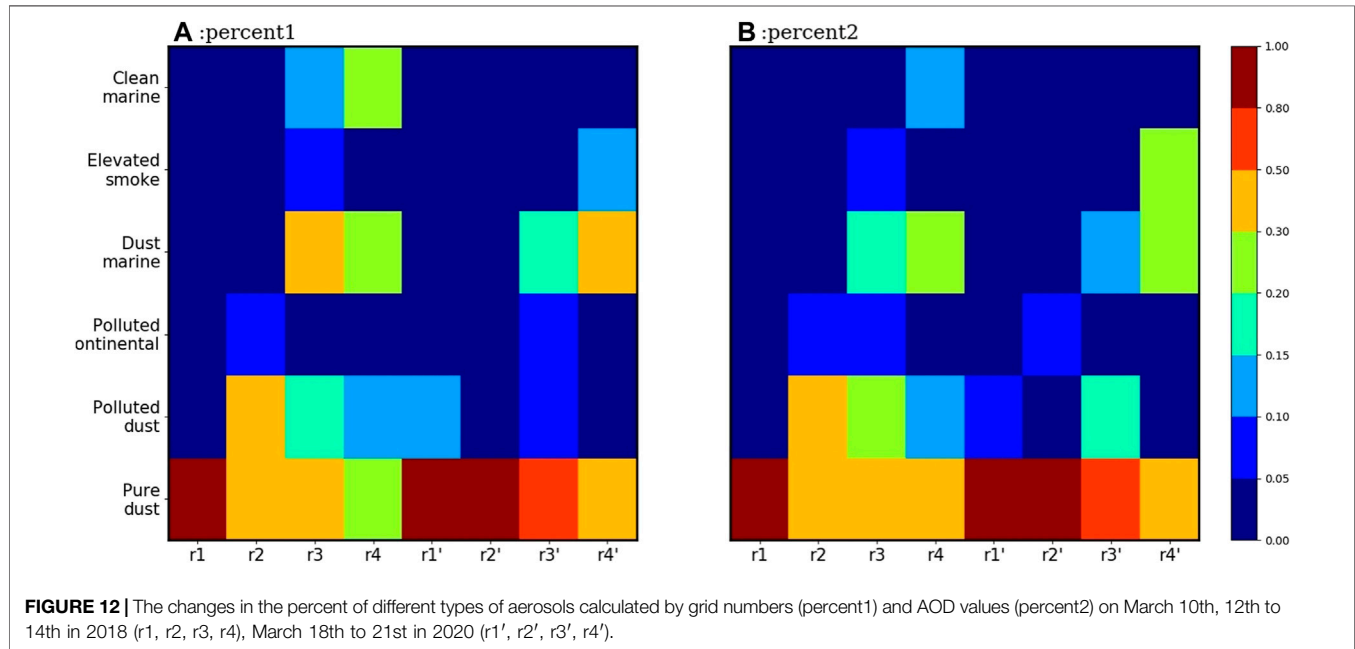 A :percent1
Clean
marine
Elevated
smoke
Dust
marine
Polluted
ontinental
Polluted
dust
Pure
dust
r1 r2 r3 r4 r1' r2' r3' r4'
B :percent2
r1 r2 r3 r4 r1' r2' r3' r4'
1.00
0.80
0.50
0.30
0.20
0.15
0.10
0.05
0.00
FIGURE 12 | The changes in the percent of different types of aerosols calculated by grid numbers (percent1) and AOD values (percent2) on March 10th, 12th to
14th in 2018 (r1, r2, r3, r4), March 18th to 21st in 2020 (r1′, r2′, r3′, r4′).